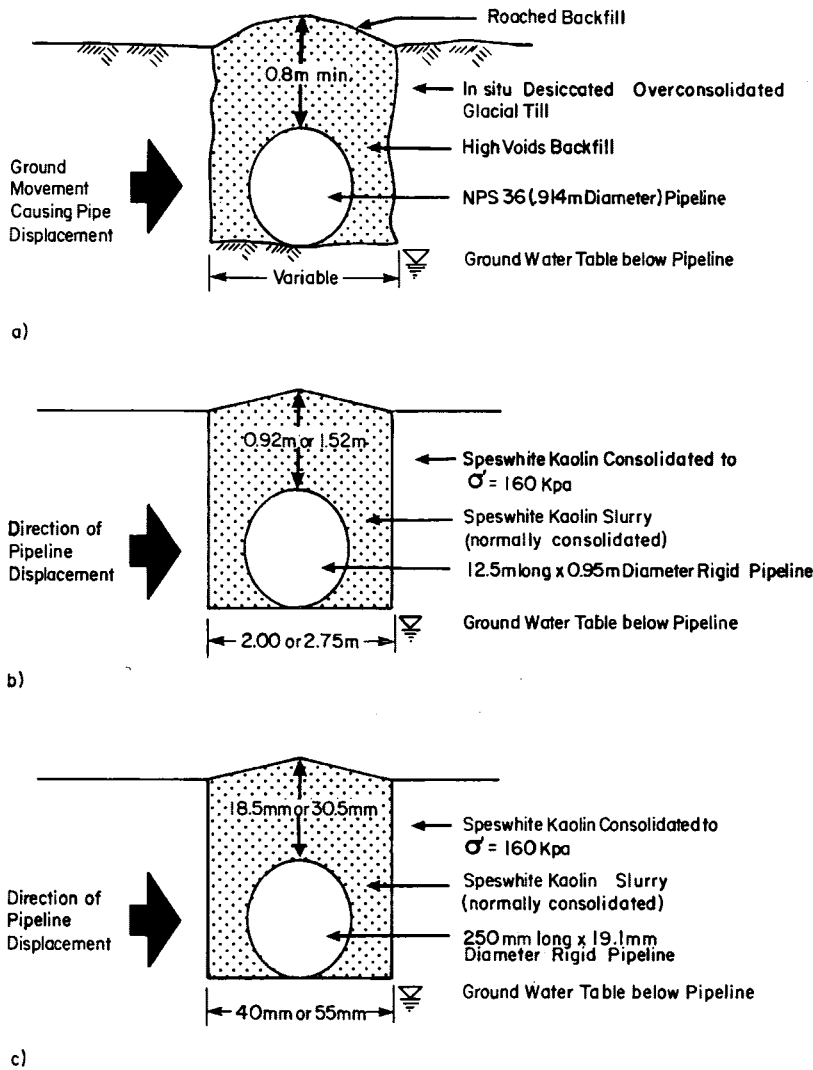 Roached Backfill
0.8m min.
In situ Desiccated Overconsolidated
Glacial Till
High Voids Backfill
Ground
Movement
Causing Pipe
Displacement
NPS 36 (.914m Diameter) Pipeline
Ground Water Table below Pipeline
Variable
a)
0.92m or 1.52m
Speswhite Kaolin Consolidated to
σ' = 160 Kpa
Speswhite Kaolin Slurry
(normally consolidated)
Direction of
Pipeline
Displacement
12.5m long x 0.95m Diameter Rigid Pipeline
Ground Water Table below Pipeline
2.00 or 2.75m
b)
18.5mm or 30.5mm
Speswhite Kaolin Consolidated to
σ' = 160 Kpa
Speswhite Kaolin Slurry
(normally consolidated)
Direction of
Pipeline
Displacement
250mm long x 19.1mm
Diameter Rigid Pipeline
Ground Water Table below Pipeline
40mm or 55mm
c)